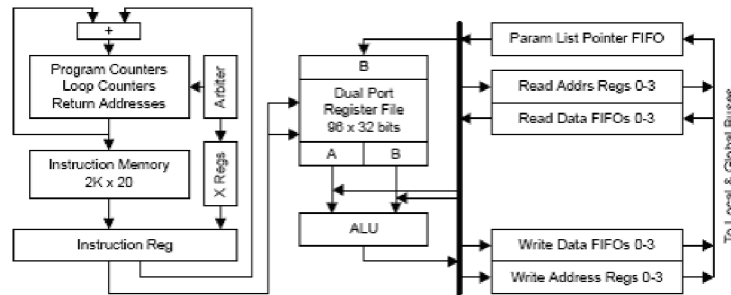 +
Program Counters
Loop Counters
Return Addresses
Arbiter
Instruction Memory
2K x 20
X Regs
Instruction Reg
B
Dual Port
Register File
96 x 32 bits
A
B
ALU
Param List Pointer FIFO
Read Addrs Regs 0-3
Read Data FIFOs 0-3
Write Data FIFOs 0-3
Write Address Regs 0-3
To Local & Global Buses